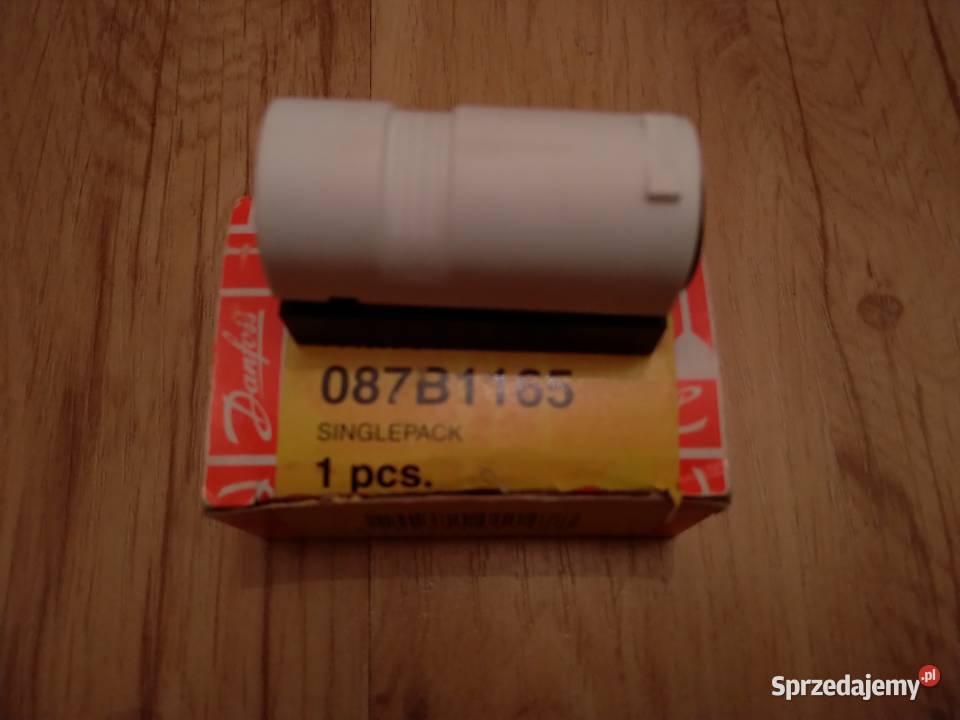 Danfoss
087B1165
SINGLEPACK
1 pcs.
Sprzedajemy.pl